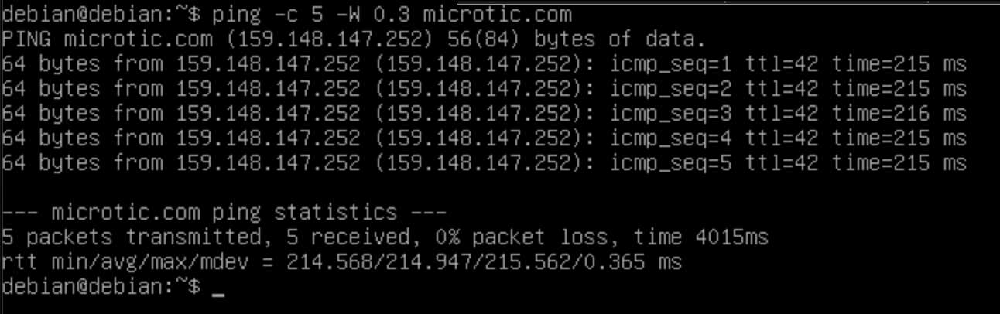 debian@debian:~$ ping -c 5 -W 0.3 microtic.com
PING microtic.com (159.148.147.252) 56(84) bytes of data.
64 bytes from 159.148.147.252 (159.148.147.252): icmp_seq=1 ttl=42 time=215 ms
64 bytes from 159.148.147.252 (159.148.147.252): icmp_seq=2 ttl=42 time=215 ms
64 bytes from 159.148.147.252 (159.148.147.252): icmp_seq=3 ttl=42 time=216 ms
64 bytes from 159.148.147.252 (159.148.147.252): icmp_seq=4 ttl=42 time=215 ms
64 bytes from 159.148.147.252 (159.148.147.252): icmp_seq=5 ttl=42 time=215 ms

--- microtic.com ping statistics ---
5 packets transmitted, 5 received, 0% packet loss, time 4015ms
rtt min/avg/max/mdev = 214.568/214.947/215.562/0.365 ms
debian@debian:~$ _